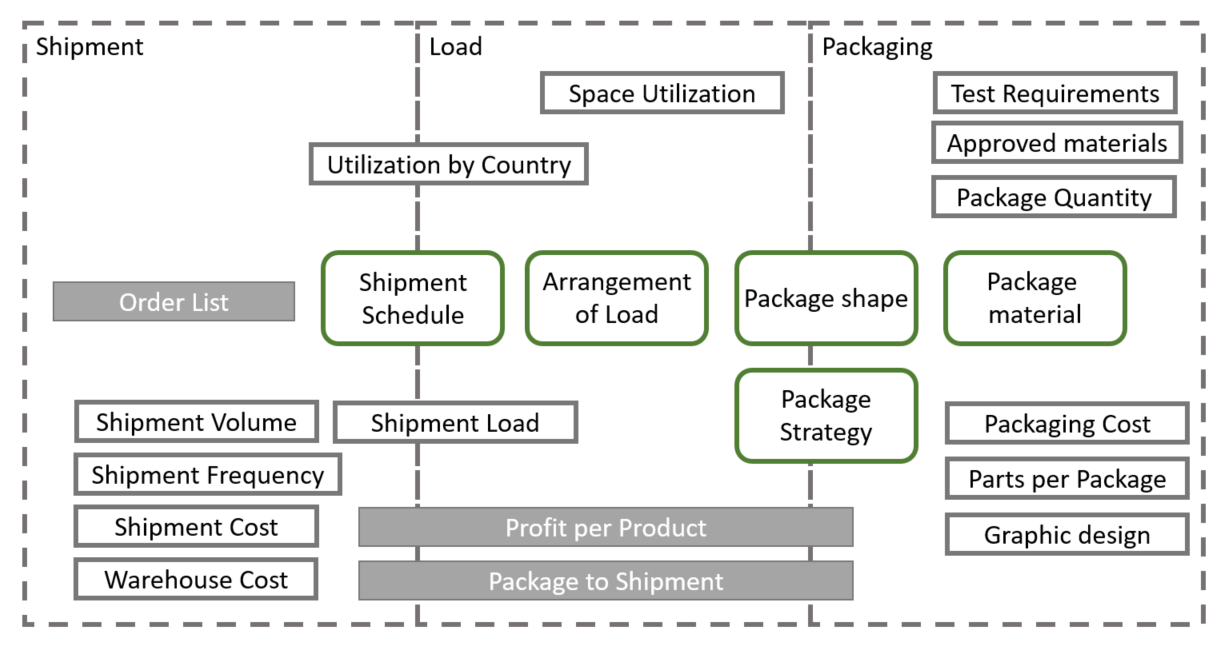 Shipment
Load
Packaging
Space Utilization
Test Requirements
Approved materials
Utilization by Country
Package Quantity
Order List
Shipment
Schedule
Arrangement
of Load
Package shape
Package
material
Package
Strategy
Shipment Volume
Shipment Load
Packaging Cost
Shipment Frequency
Parts per Package
Shipment Cost
Profit per Product
Graphic design
Warehouse Cost
Package to Shipment